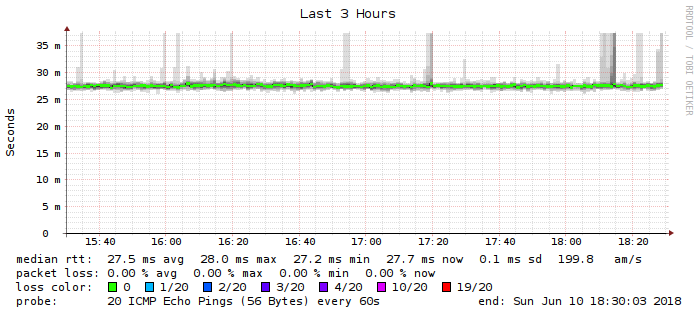 Last 3 Hours
RRDTOOL / TOBI OETIKER
Seconds
35 m
30 m
25 m
20 m
15 m
10 m
5 m
0
15:40 16:00 16:20 16:40 17:00 17:20 17:40 18:00 18:20
median rtt: 27.5 ms avg 28.0 ms max 27.2 ms min 27.7 ms now 0.1 ms sd 199.8 am/s
packet loss: 0.00 % avg 0.00 % max 0.00 % min 0.00 % now
loss color: 0 1/20 2/20 3/20 4/20 10/20 19/20
probe: 20 ICMP Echo Pings (56 Bytes) every 60s end: Sun Jun 10 18:30:03 2018